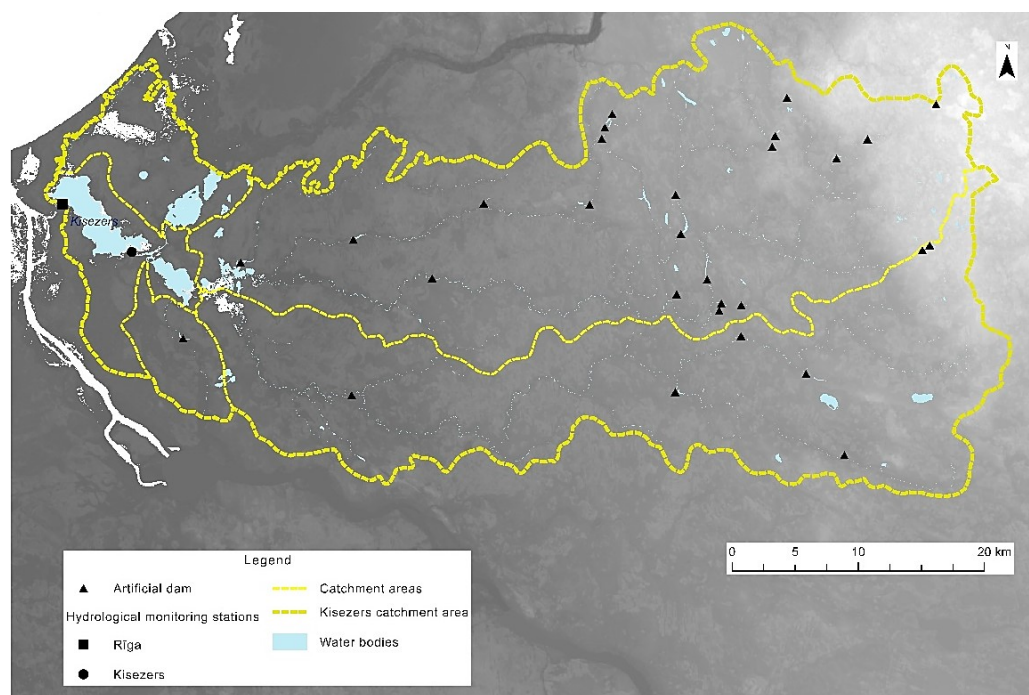 N
Kisezers
Legend
Artificial dam
Hydrological monitoring stations
Rīga
Kisezers
Catchment areas
Kisezers catchment area
Water bodies
0 5 10 20 km